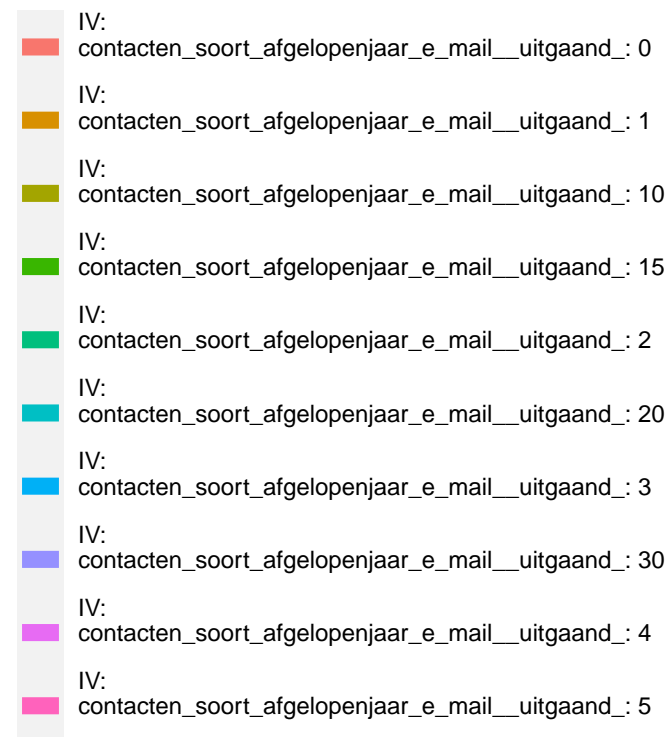 IV:
contacten_soort_afgelopenjaar_e_mail__uitgaand_: 0
IV:
contacten_soort_afgelopenjaar_e_mail__uitgaand_: 1
IV:
contacten_soort_afgelopenjaar_e_mail__uitgaand_: 10
IV:
contacten_soort_afgelopenjaar_e_mail__uitgaand_: 15
IV:
contacten_soort_afgelopenjaar_e_mail__uitgaand_: 2
IV:
contacten_soort_afgelopenjaar_e_mail__uitgaand_: 20
IV:
contacten_soort_afgelopenjaar_e_mail__uitgaand_: 3
IV:
contacten_soort_afgelopenjaar_e_mail__uitgaand_: 30
IV:
contacten_soort_afgelopenjaar_e_mail__uitgaand_: 4
IV:
contacten_soort_afgelopenjaar_e_mail__uitgaand_: 5